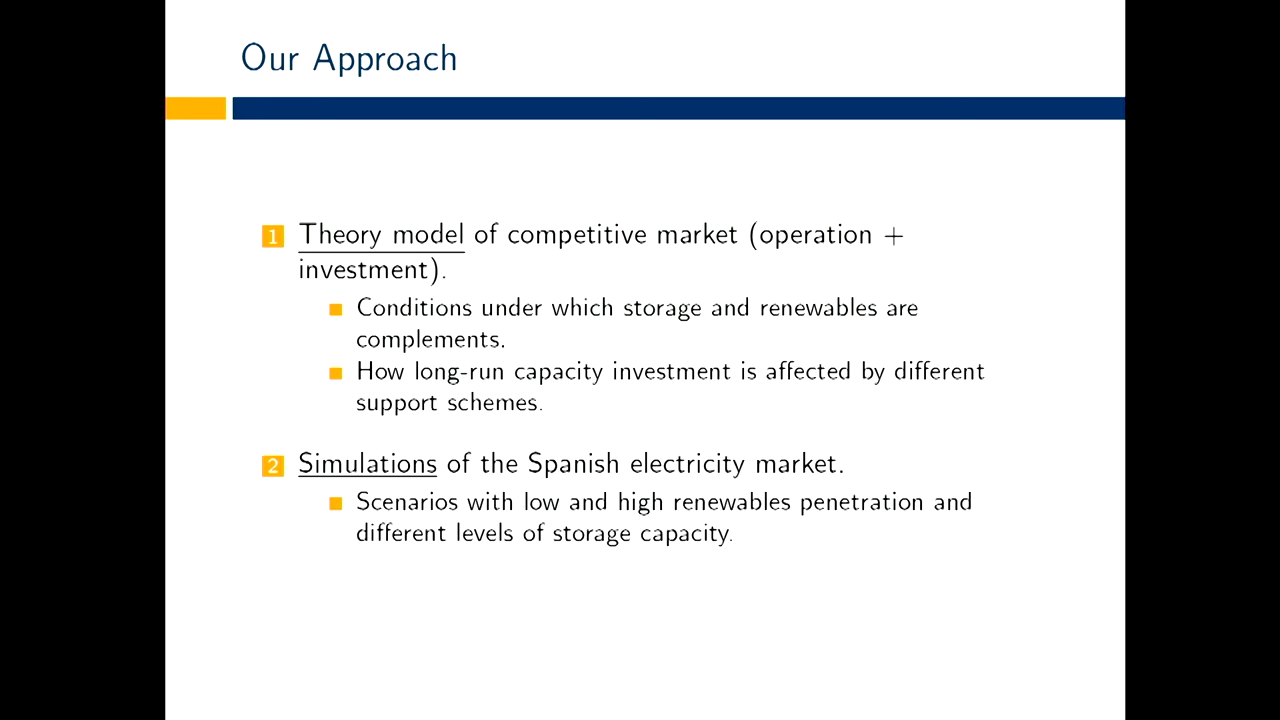 Our Approach
1 Theory model of competitive market (operation +
investment).
Conditions under which storage and renewables are
complements.
How long-run capacity investment is affected by different
support schemes.
2 Simulations of the Spanish electricity market.
Scenarios with low and high renewables penetration and
different levels of storage capacity.